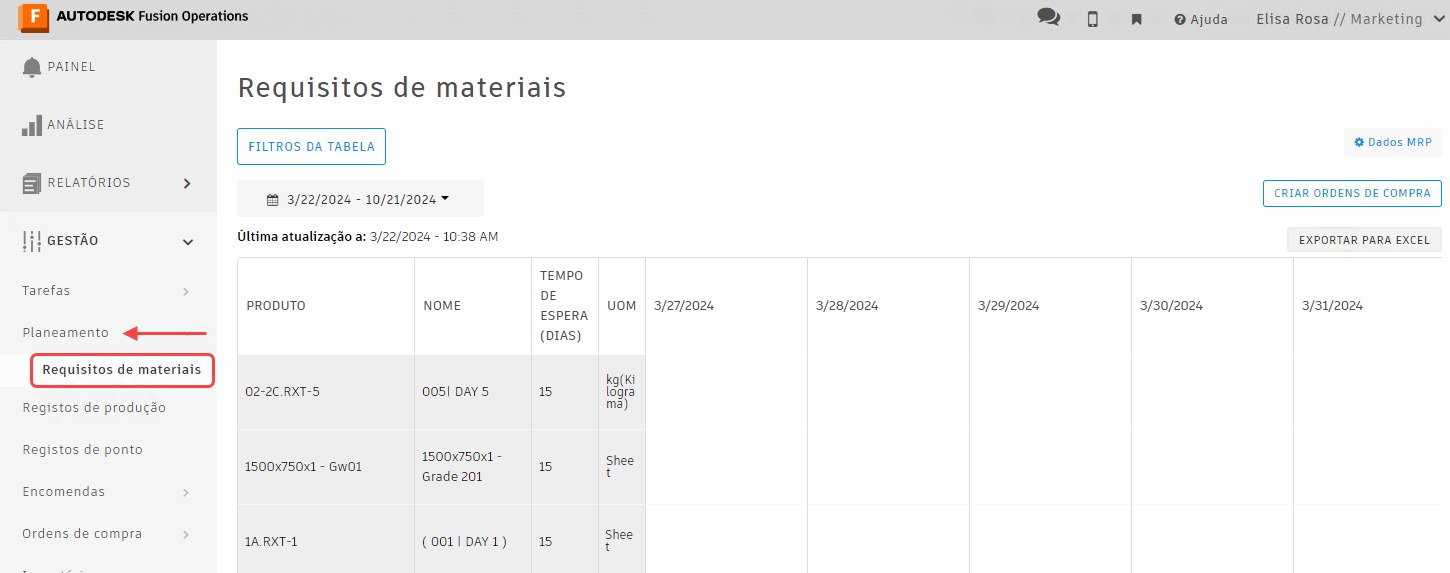 F AUTODESK Fusion Operations
Ajuda
Elisa Rosa // Marketing
PAINEL
ANÁLISE
RELATÓRIOS
GESTÃO
Tarefas
Planeamento
Requisitos de materiais
Registos de produção
Registos de ponto
Encomendas
Ordens de compra
Requisitos de materiais
FILTROS DA TABELA
Dados MRP
3/22/2024 - 10/21/2024
CRIAR ORDENS DE COMPRA
Última atualização a: 3/22/2024 - 10:38 AM
EXPORTAR PARA EXCEL
PRODUTO
NOME
TEMPO
DE
ESPERA
(DIAS)
UOM
3/27/2024
3/28/2024
3/29/2024
3/30/2024
3/31/2024
02-2C.RXT-5
005| DAY 5
15
kg(Ki
logra
ma)
1500x750x1 - Gw01
1500x750x1 -
Grade 201
15
Shee
t
1A.RXT-1
( 001 | DAY 1 )
15
Shee
t